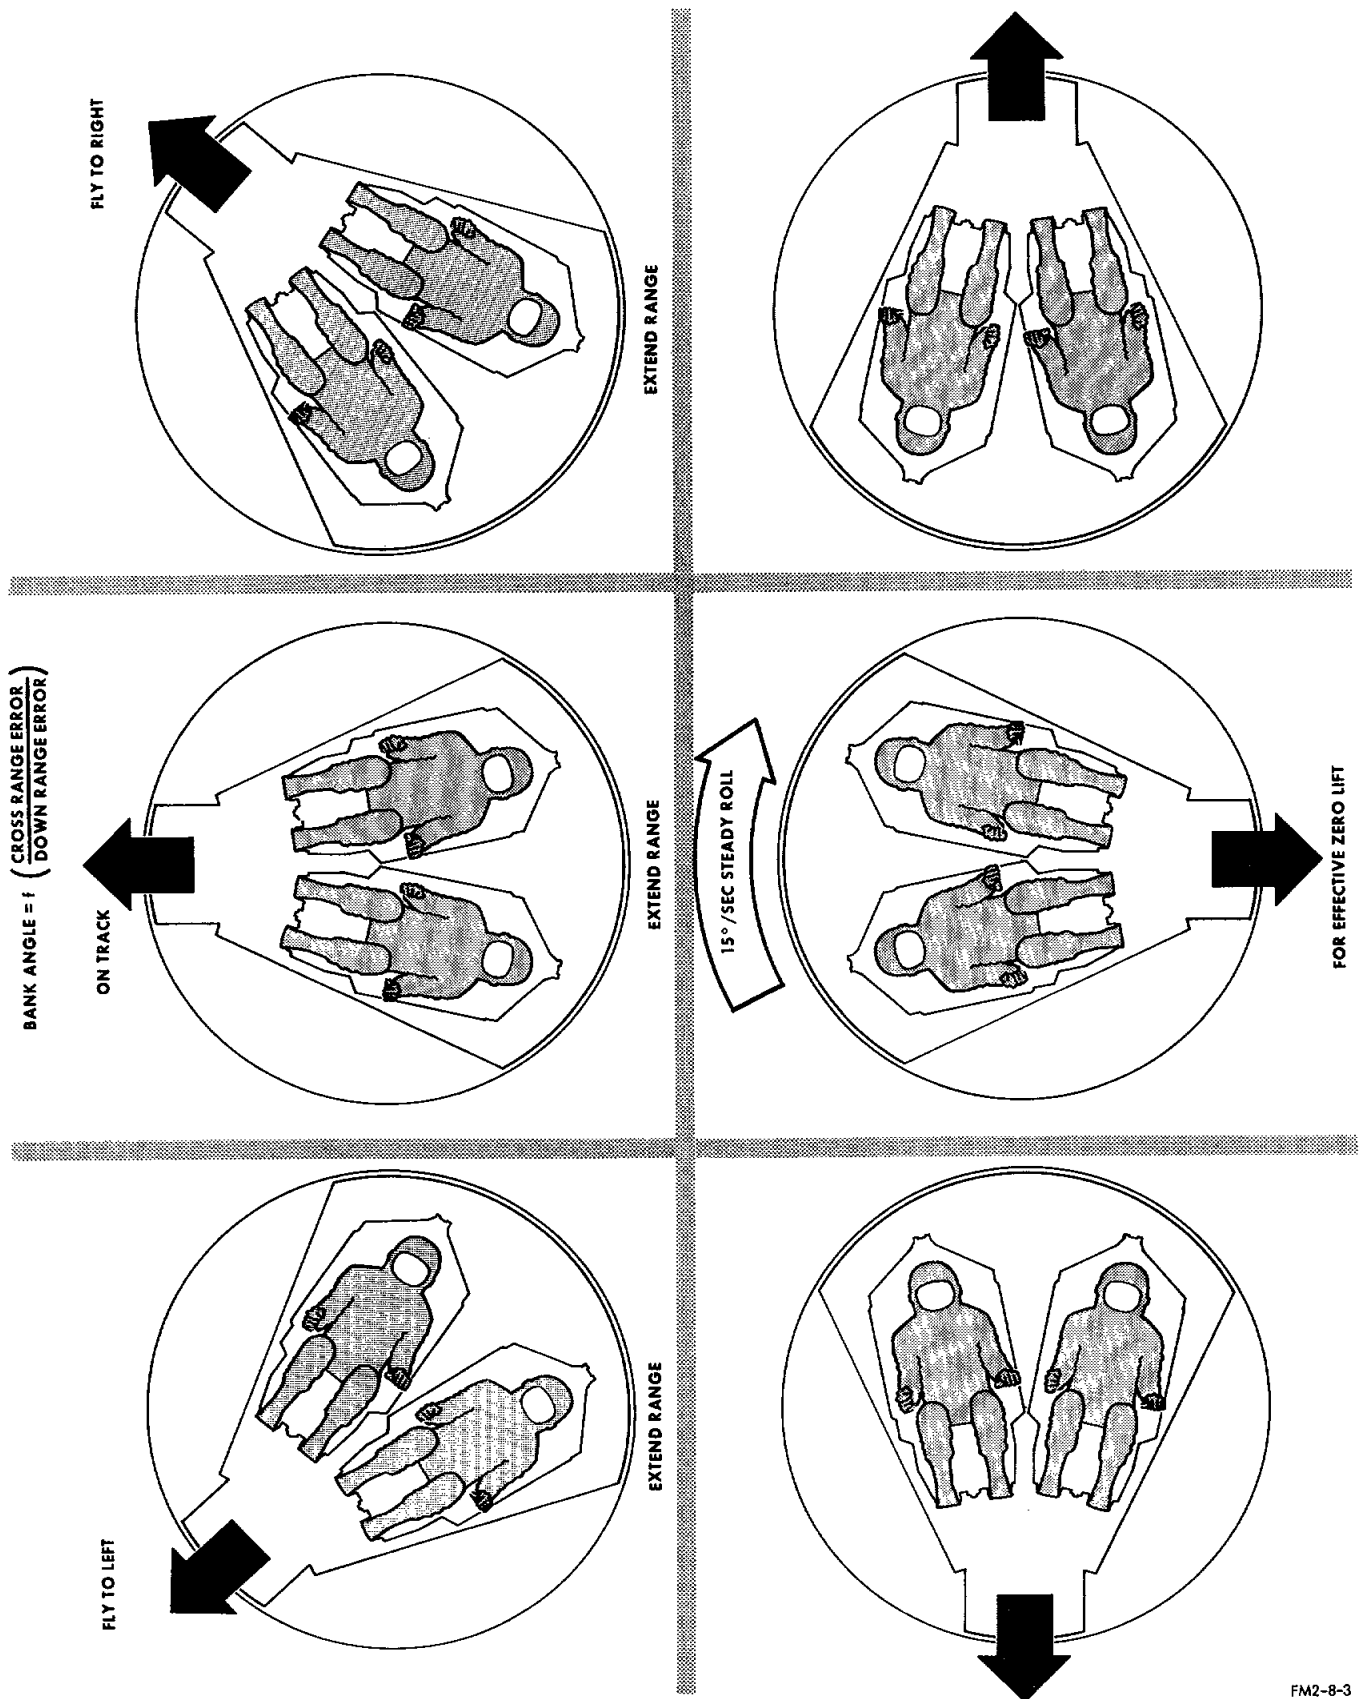 BANK ANGLE = f ( CROSS RANGE ERROR
DOWN RANGE ERROR )
FLY TO LEFT
ON TRACK
FLY TO RIGHT
EXTEND RANGE
EXTEND RANGE
EXTEND RANGE
15°/SEC STEADY ROLL
FOR EFFECTIVE ZERO LIFT
FM2-8-3